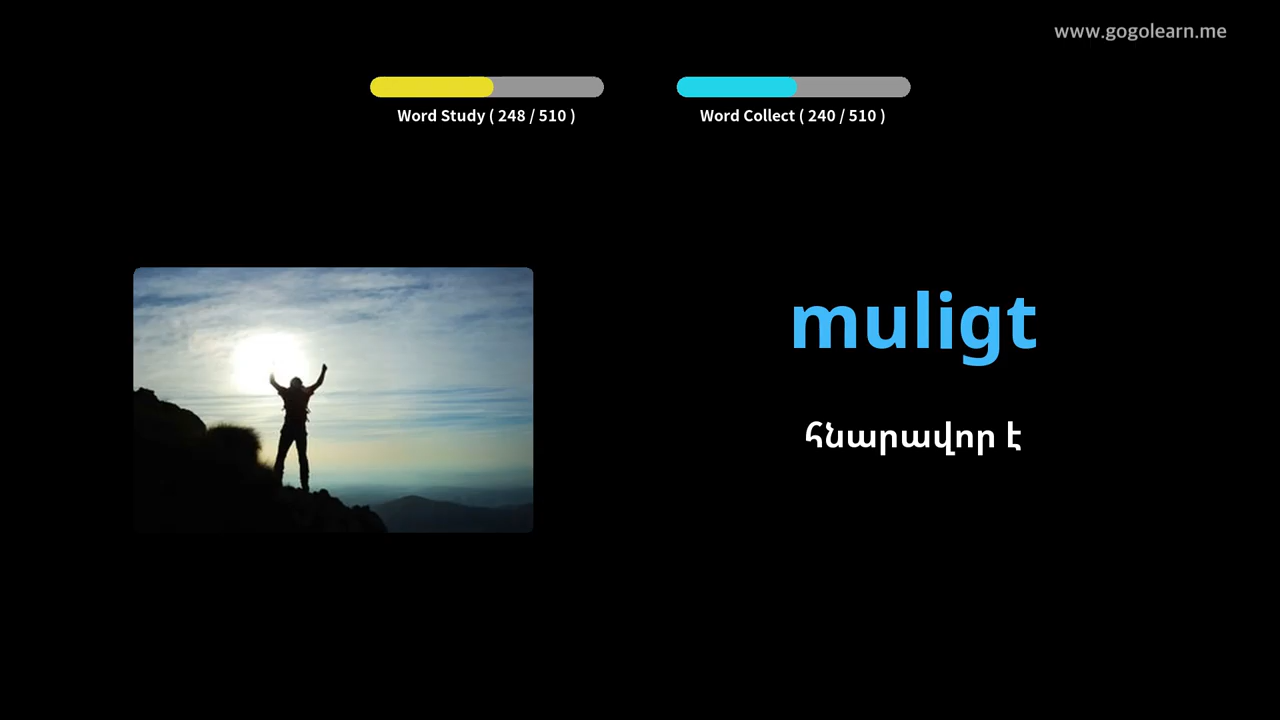 www.gogolearn.me
Word Study ( 248 / 510 )
Word Collect ( 240 / 510 )
muligt
հնարավոր է